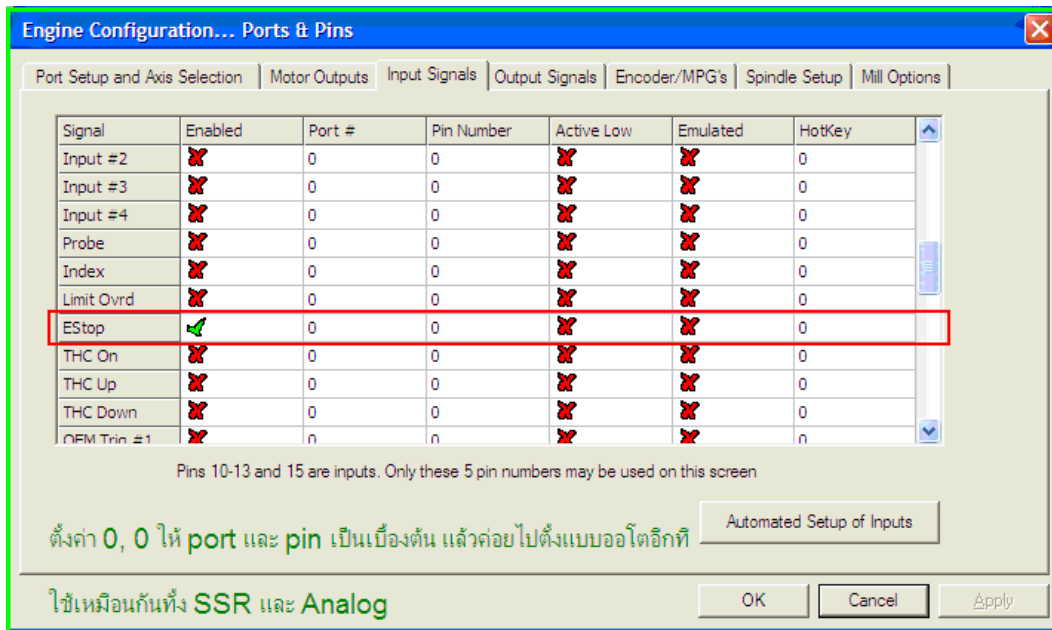 Engine Configuration... Ports & Pins
Port Setup and Axis Selection Motor Outputs Input Signals Output Signals Encoder/MPG's Spindle Setup Mill Options
Signal Enabled Port # Pin Number Active Low Emulated HotKey
Input #2 0 0 0
Input #3 0 0 0
Input #4 0 0 0
Probe 0 0 0
Index 0 0 0
Limit Ovrd 0 0 0
EStop 0 0 0
THC On 0 0 0
THC Up 0 0 0
THC Down 0 0 0
OEM Trig #1 0 0 0
Pins 10-13 and 15 are inputs. Only these 5 pin numbers may be used on this screen
Automated Setup of Inputs
ตั้งค่า 0, 0 ให้ port และ pin เป็นเบื้องต้น แล้วค่อยไปตั้งแบบออโตอีกที
ใช้เหมือนกันทั้ง SSR และ Analog
OK Cancel Apply